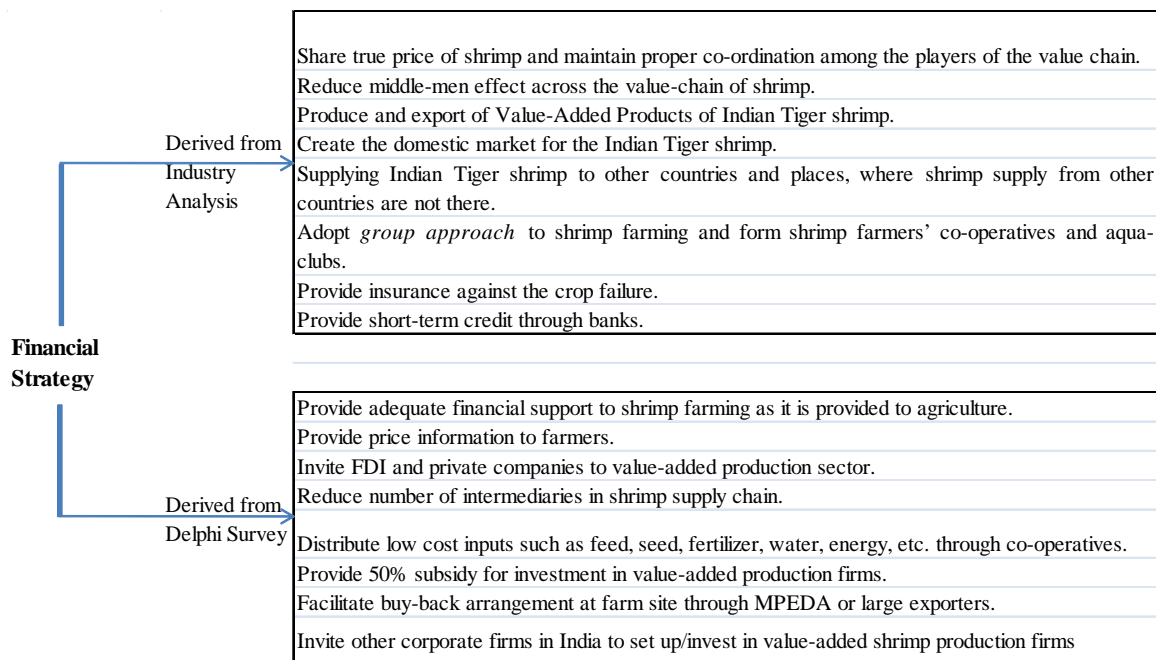 Share true price of shrimp and maintain proper co-ordination among the players of the value chain.
Reduce middle-men effect across the value-chain of shrimp.
Produce and export of Value-Added Products of Indian Tiger shrimp.
Derived from
Industry
Analysis
Create the domestic market for the Indian Tiger shrimp.
Supplying Indian Tiger shrimp to other countries and places, where shrimp supply from other
countries are not there.
Adopt group approach to shrimp farming and form shrimp farmers' co-operatives and aqua-
clubs.
Provide insurance against the crop failure.
Provide short-term credit through banks.
Financial
Strategy
Provide adequate financial support to shrimp farming as it is provided to agriculture.
Provide price information to farmers.
Invite FDI and private companies to value-added production sector.
Reduce number of intermediaries in shrimp supply chain.
Derived from
Delphi Survey
Distribute low cost inputs such as feed, seed, fertilizer, water, energy, etc. through co-operatives.
Provide 50% subsidy for investment in value-added production firms.
Facilitate buy-back arrangement at farm site through MPEDA or large exporters.
Invite other corporate firms in India to set up/invest in value-added shrimp production firms